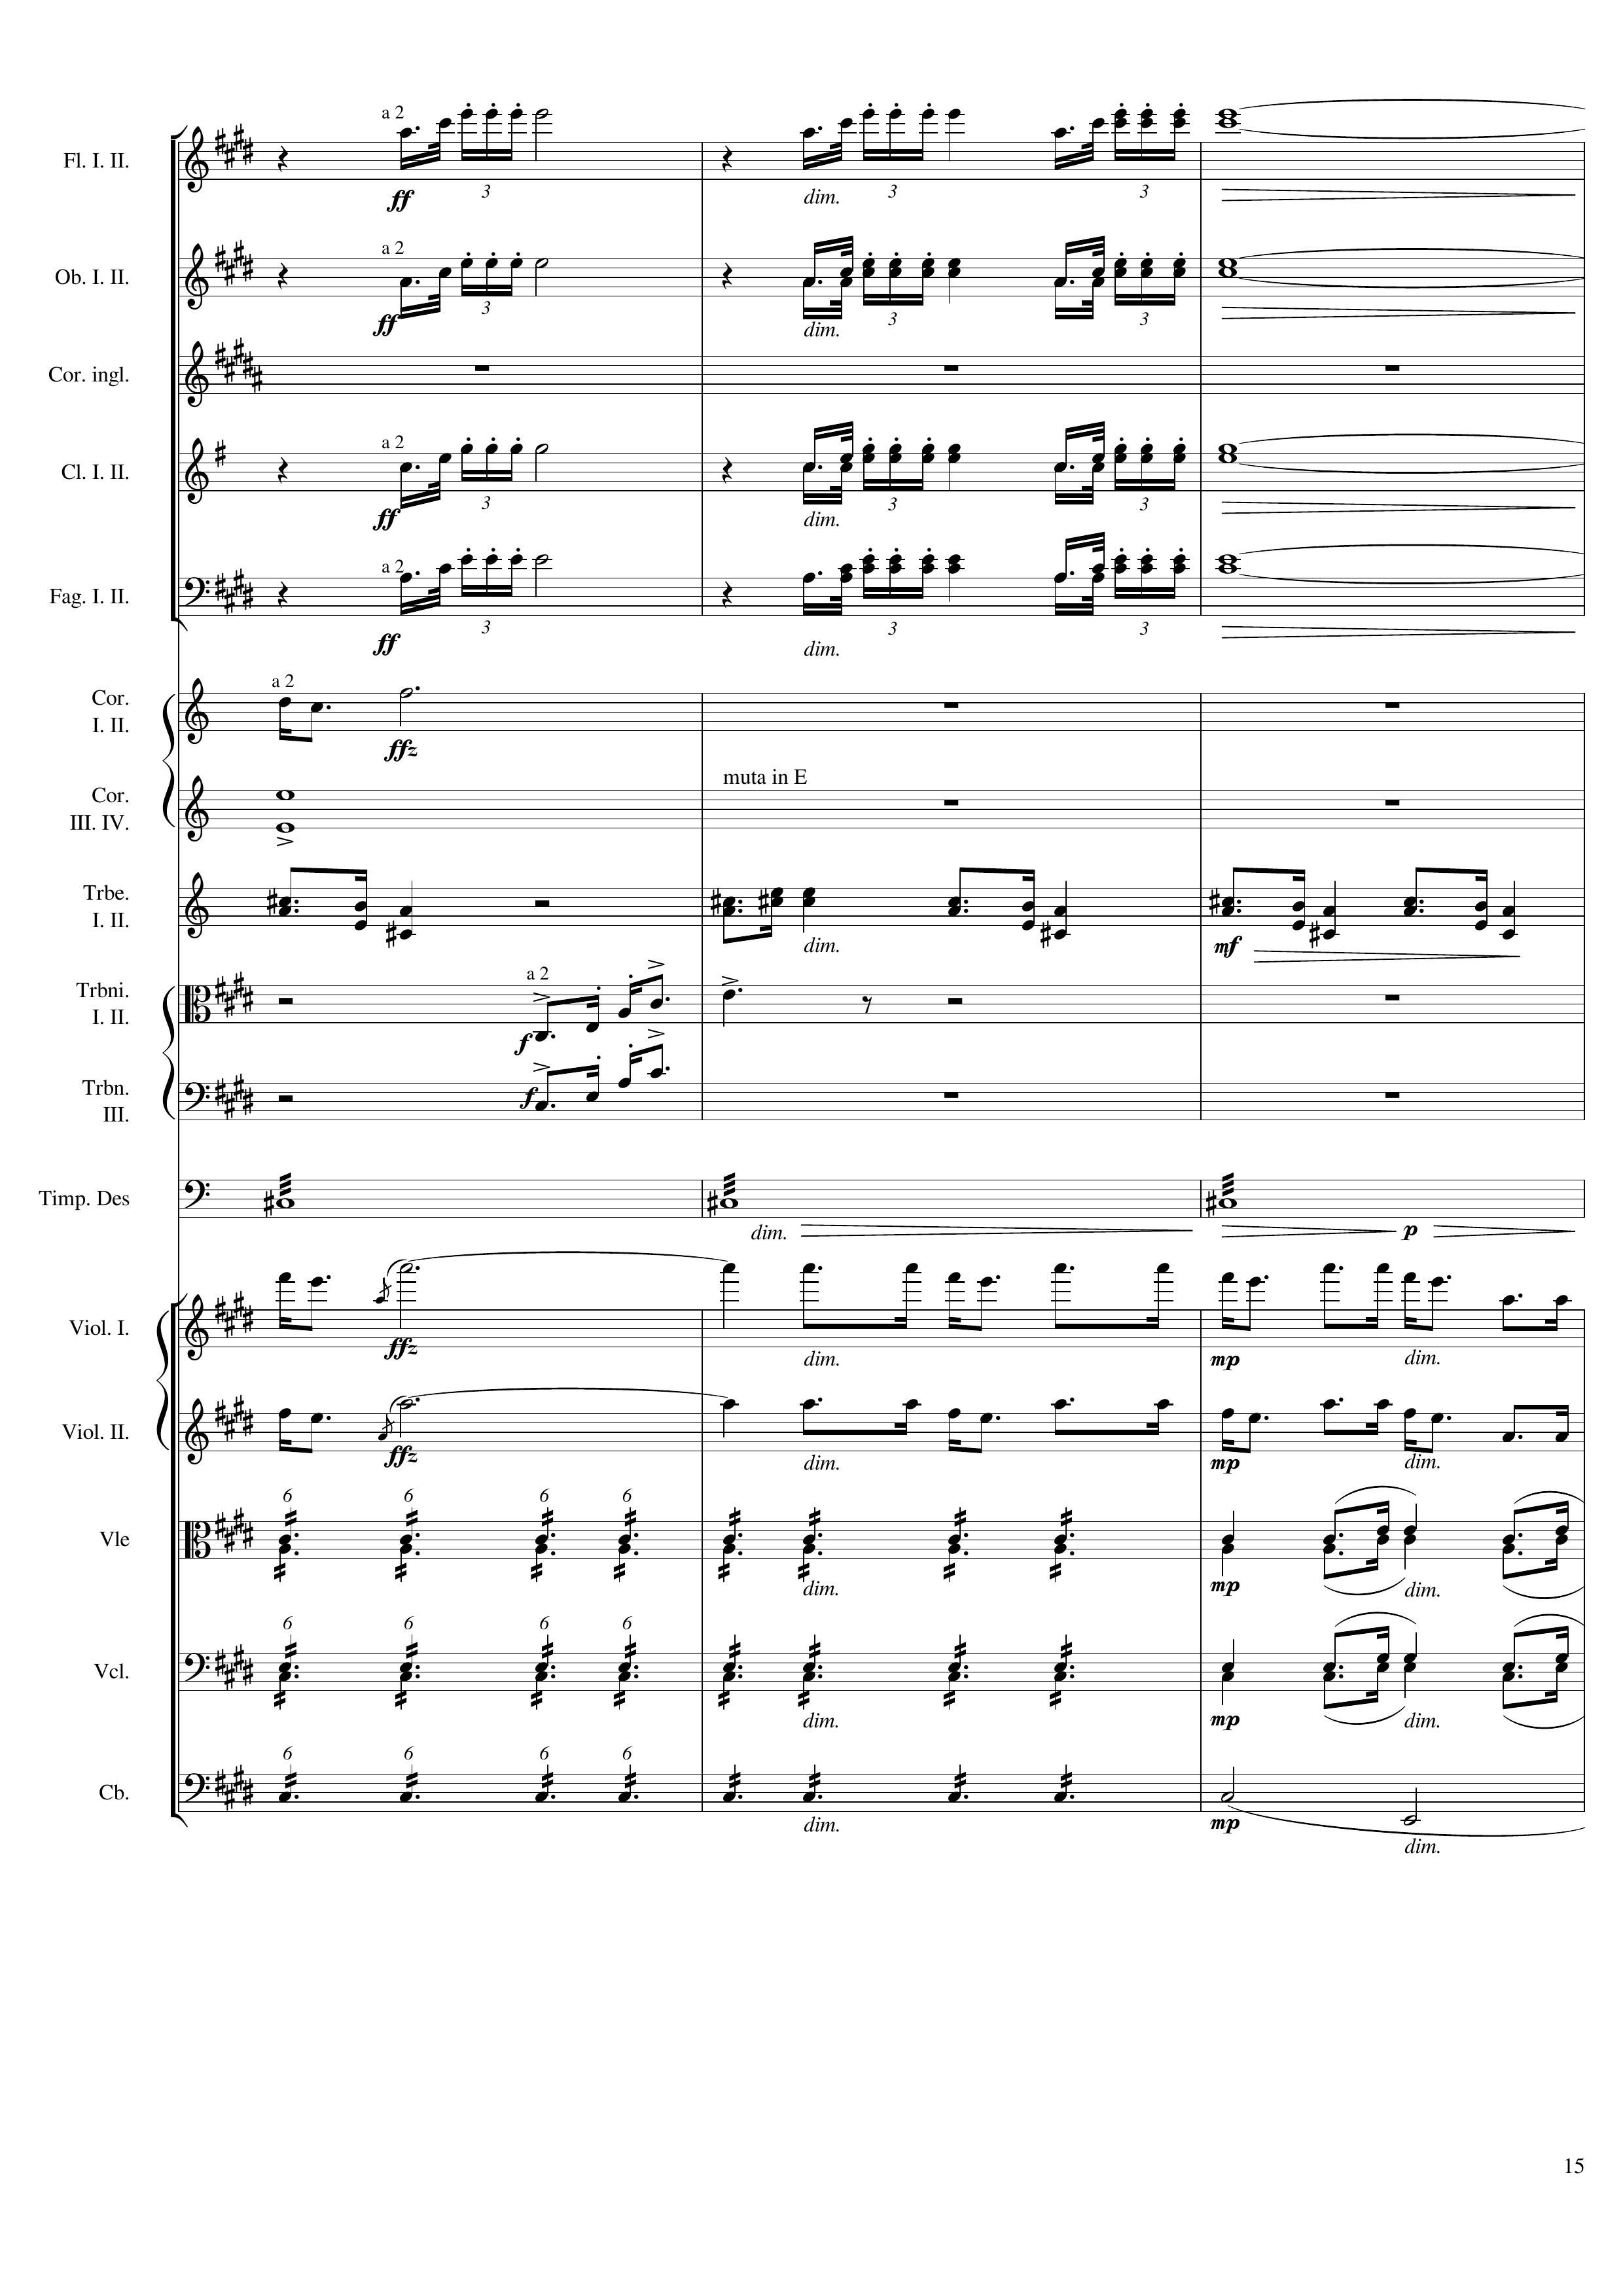 a 2
Fl. I. II.
3 3 3
ff dim.
a 2
Ob. I. II.
3 3 3
ff dim.
Cor. ingl.
a 2
Cl. I. II.
3 3 3
ff dim.
a 2
Fag. I. II.
3 3 3
ff dim.
a 2
Cor.
I. II.
ffz
muta in E
Cor.
III. IV.
Trbe.
I. II.
dim. mf
a 2
Trbni.
I. II.
f
Trbn.
III.
f
Timp. Des
dim. p
Viol. I.
ffz dim. mp dim.
Viol. II.
ffz dim. mp dim.
6 6 6 6
Vle
dim. mp dim.
6 6 6 6
Vcl.
dim. mp dim.
6 6 6 6
Cb.
dim. mp dim.
15